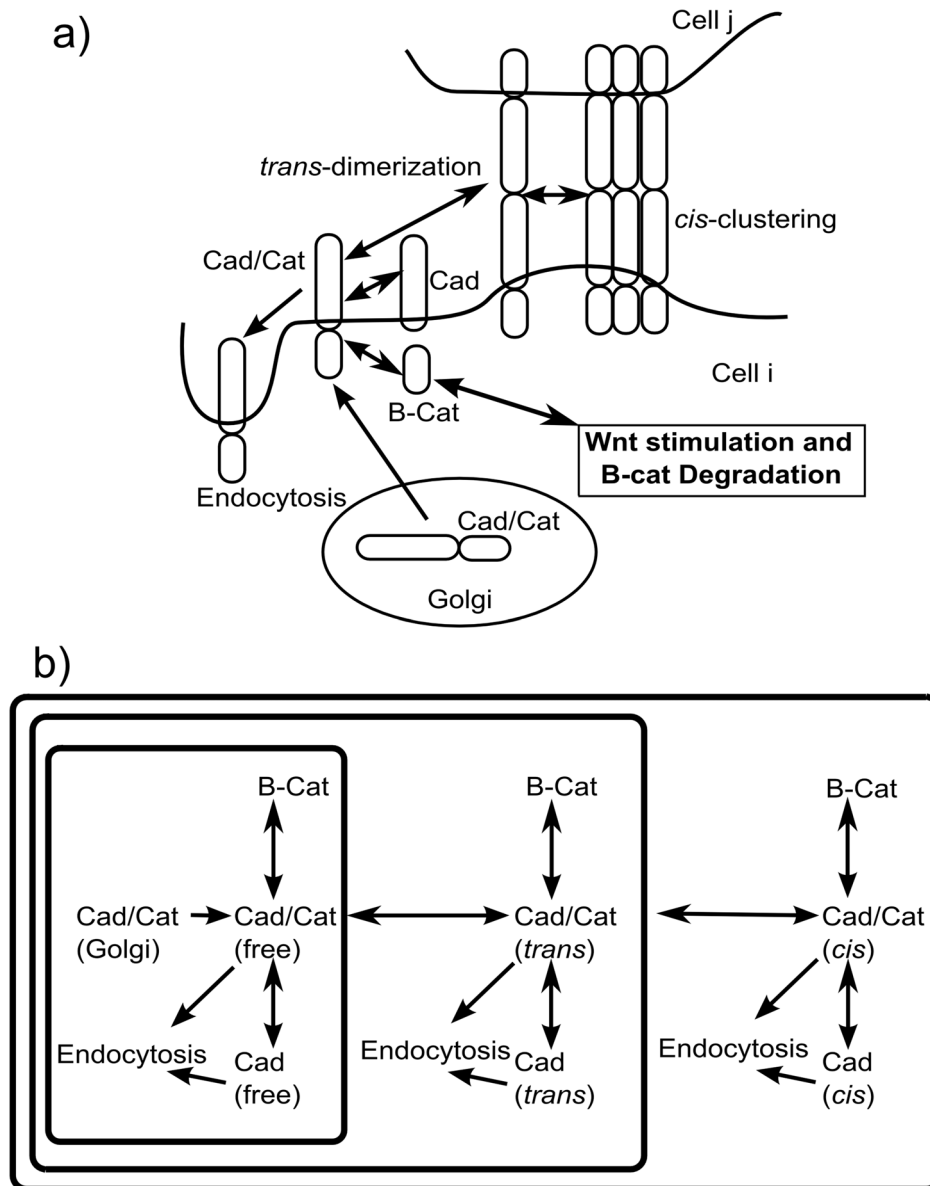 a)
Cell j
trans-dimerization
cis-clustering
Cad/Cat
Cad
Cell i
B-Cat
Wnt stimulation and
B-cat Degradation
Endocytosis
Cad/Cat
Golgi
b)
B-Cat B-Cat B-Cat
Cad/Cat Cad/Cat Cad/Cat Cad/Cat
(Golgi) (free) (trans) (cis)
Endocytosis Cad Endocytosis Cad Endocytosis Cad
(free) (trans) (cis)